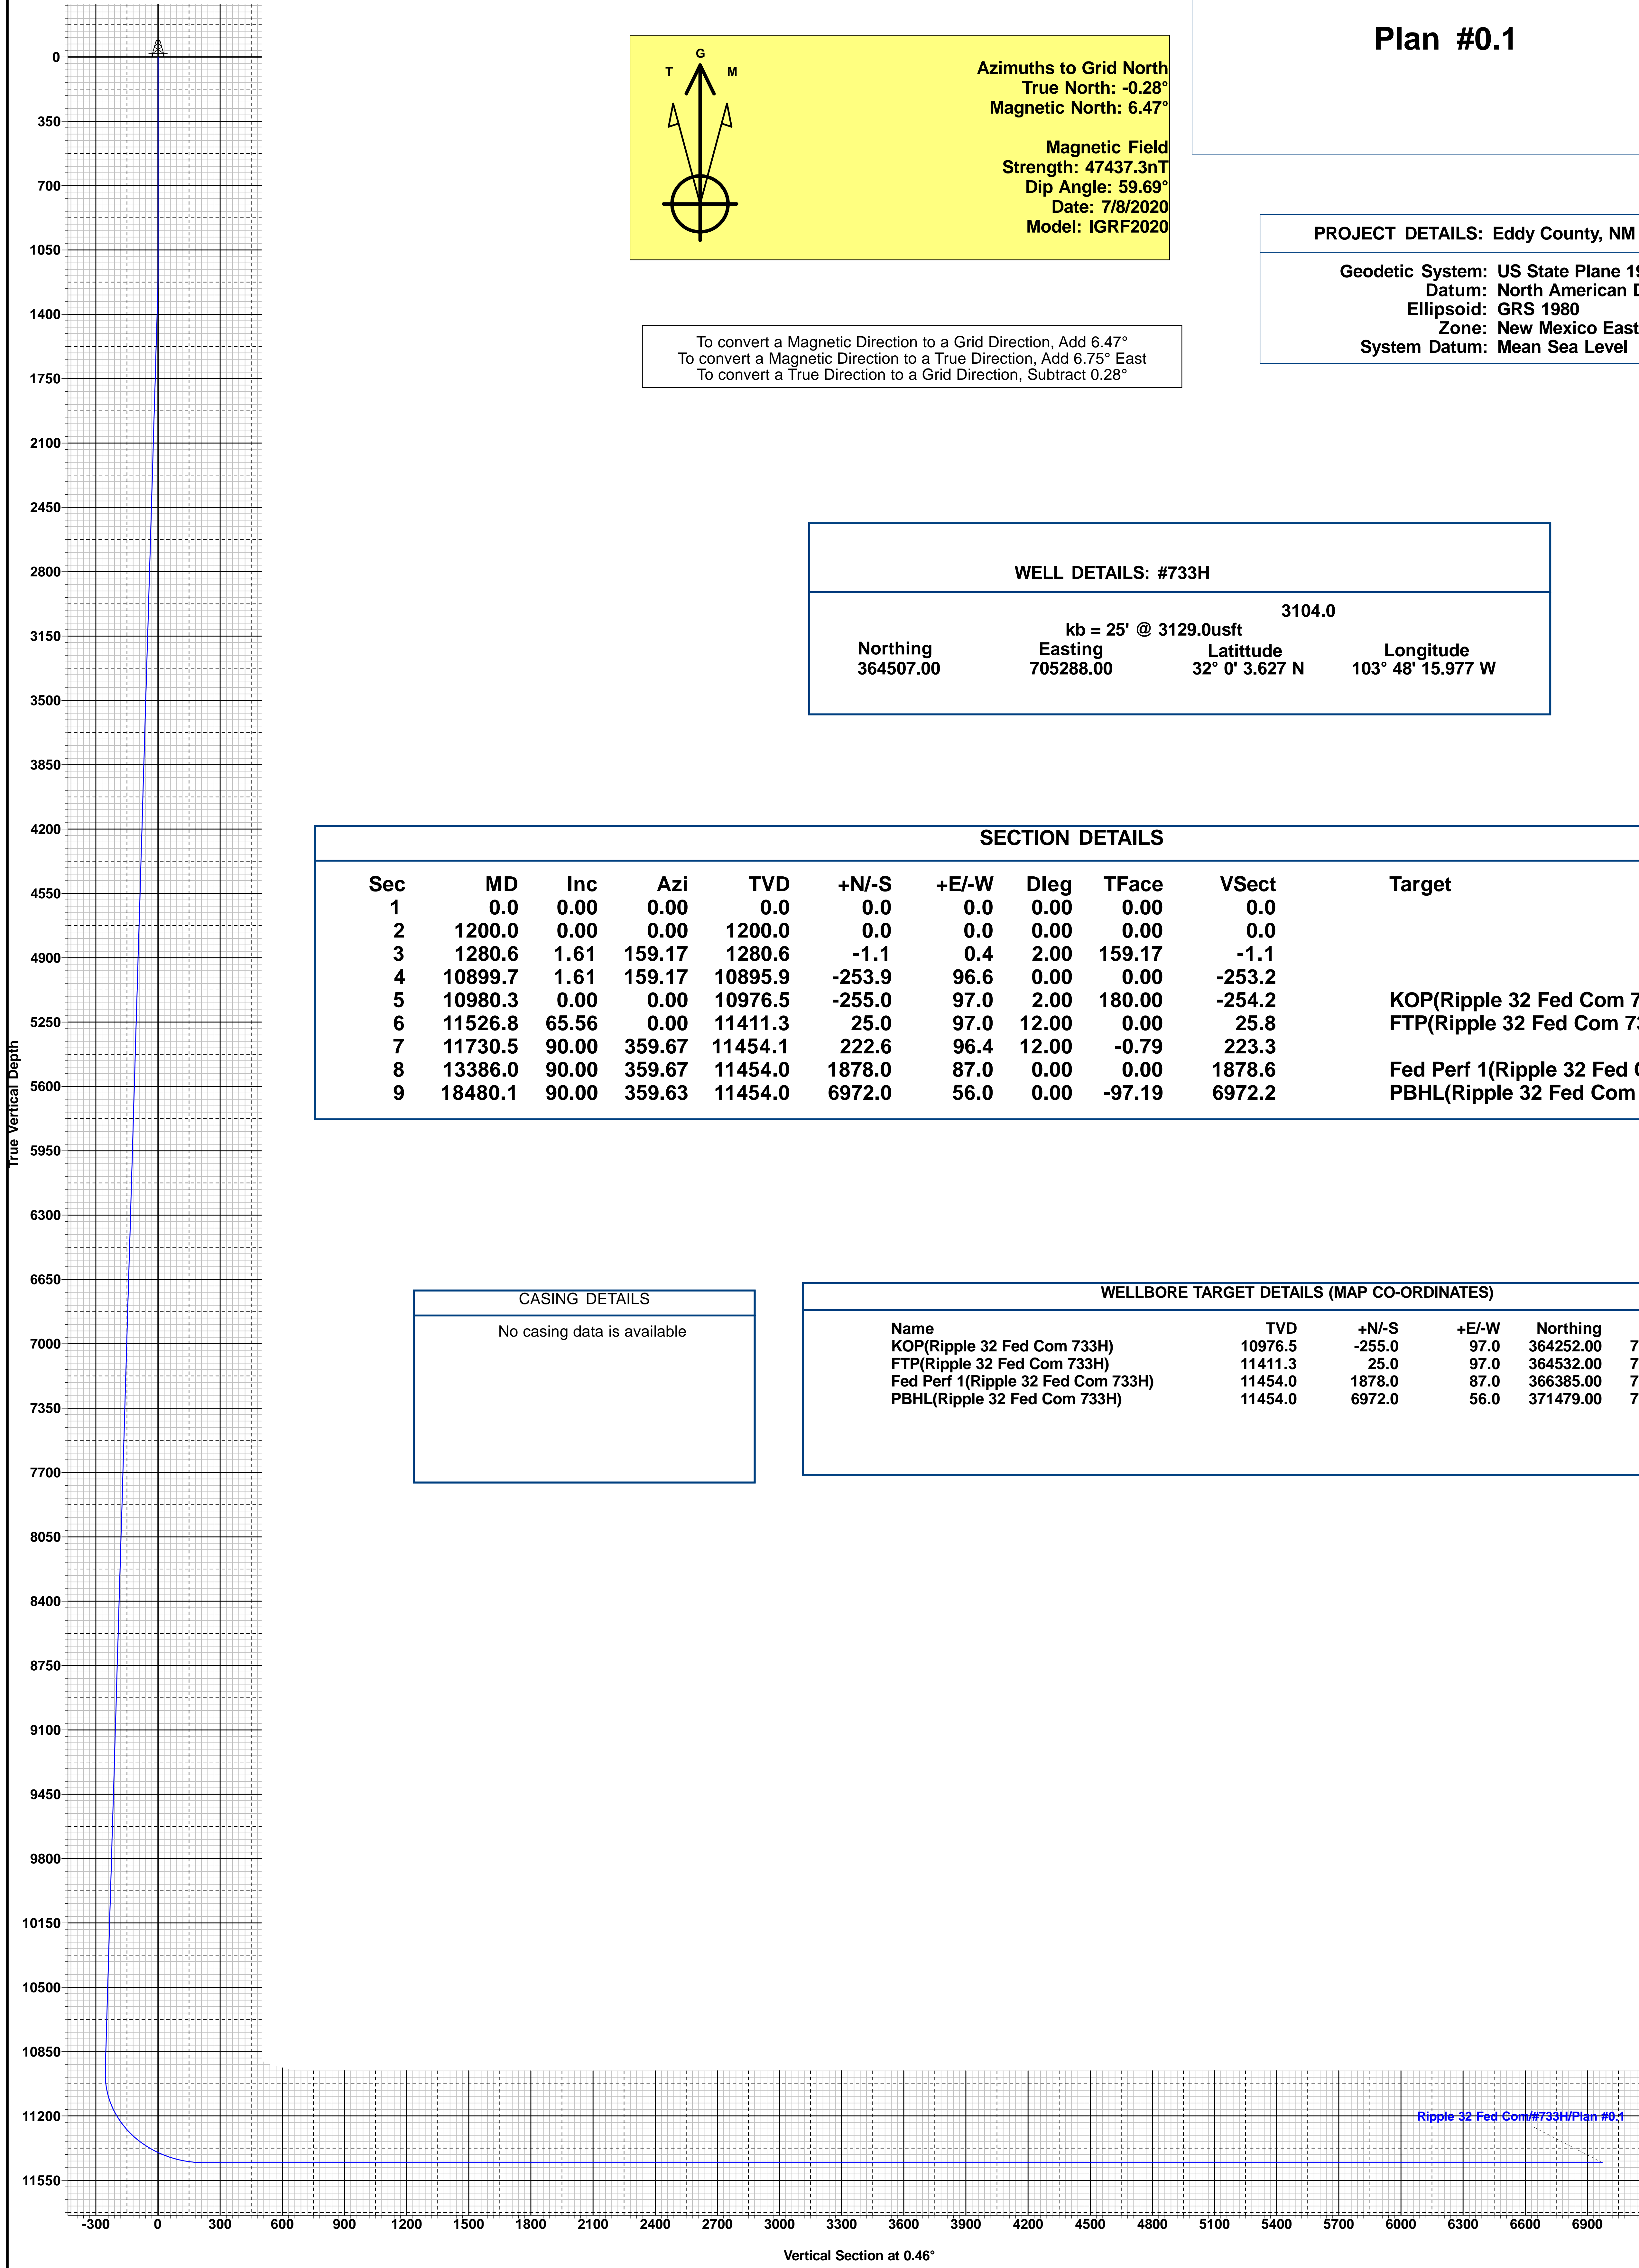 Plan #0.1
T G M
Azimuths to Grid North
True North: -0.28°
Magnetic North: 6.47°
Magnetic Field
Strength: 47437.3nT
Dip Angle: 59.69°
Date: 7/8/2020
Model: IGRF2020
PROJECT DETAILS: Eddy County, NM
Geodetic System: US State Plane 19
Datum: North American D
Ellipsoid: GRS 1980
Zone: New Mexico East
System Datum: Mean Sea Level
To convert a Magnetic Direction to a Grid Direction, Add 6.47°
To convert a Magnetic Direction to a True Direction, Add 6.75° East
To convert a True Direction to a Grid Direction, Subtract 0.28°
WELL DETAILS: #733H
3104.0
kb = 25' @ 3129.0usft
Northing Easting Latittude Longitude
364507.00 705288.00 32° 0' 3.627 N 103° 48' 15.977 W
SECTION DETAILS
Sec MD Inc Azi TVD +N/-S +E/-W Dleg TFace VSect Target
1 0.0 0.00 0.00 0.0 0.0 0.0 0.00 0.00 0.0
2 1200.0 0.00 0.00 1200.0 0.0 0.0 0.00 0.00 0.0
3 1280.6 1.61 159.17 1280.6 -1.1 0.4 2.00 159.17 -1.1
4 10899.7 1.61 159.17 10895.9 -253.9 96.6 0.00 0.00 -253.2
5 10980.3 0.00 0.00 10976.5 -255.0 97.0 2.00 180.00 -254.2 KOP(Ripple 32 Fed Com 7
6 11526.8 65.56 0.00 11411.3 25.0 97.0 12.00 0.00 25.8 FTP(Ripple 32 Fed Com 73
7 11730.5 90.00 359.67 11454.1 222.6 96.4 12.00 -0.79 223.3
8 13386.0 90.00 359.67 11454.0 1878.0 87.0 0.00 0.00 1878.6 Fed Perf 1(Ripple 32 Fed C
9 18480.1 90.00 359.63 11454.0 6972.0 56.0 0.00 -97.19 6972.2 PBHL(Ripple 32 Fed Com
CASING DETAILS
No casing data is available
WELLBORE TARGET DETAILS (MAP CO-ORDINATES)
Name TVD +N/-S +E/-W Northing
KOP(Ripple 32 Fed Com 733H) 10976.5 -255.0 97.0 364252.00 7
FTP(Ripple 32 Fed Com 733H) 11411.3 25.0 97.0 364532.00 7
Fed Perf 1(Ripple 32 Fed Com 733H) 11454.0 1878.0 87.0 366385.00 7
PBHL(Ripple 32 Fed Com 733H) 11454.0 6972.0 56.0 371479.00 7
True Vertical Depth
0
350
700
1050
1400
1750
2100
2450
2800
3150
3500
3850
4200
4550
4900
5250
5600
5950
6300
6650
7000
7350
7700
8050
8400
8750
9100
9450
9800
10150
10500
10850
11200
11550
Ripple 32 Fed Com/#733H/Plan #0.1
-300 0 300 600 900 1200 1500 1800 2100 2400 2700 3000 3300 3600 3900 4200 4500 4800 5100 5400 5700 6000 6300 6600 6900
Vertical Section at 0.46°